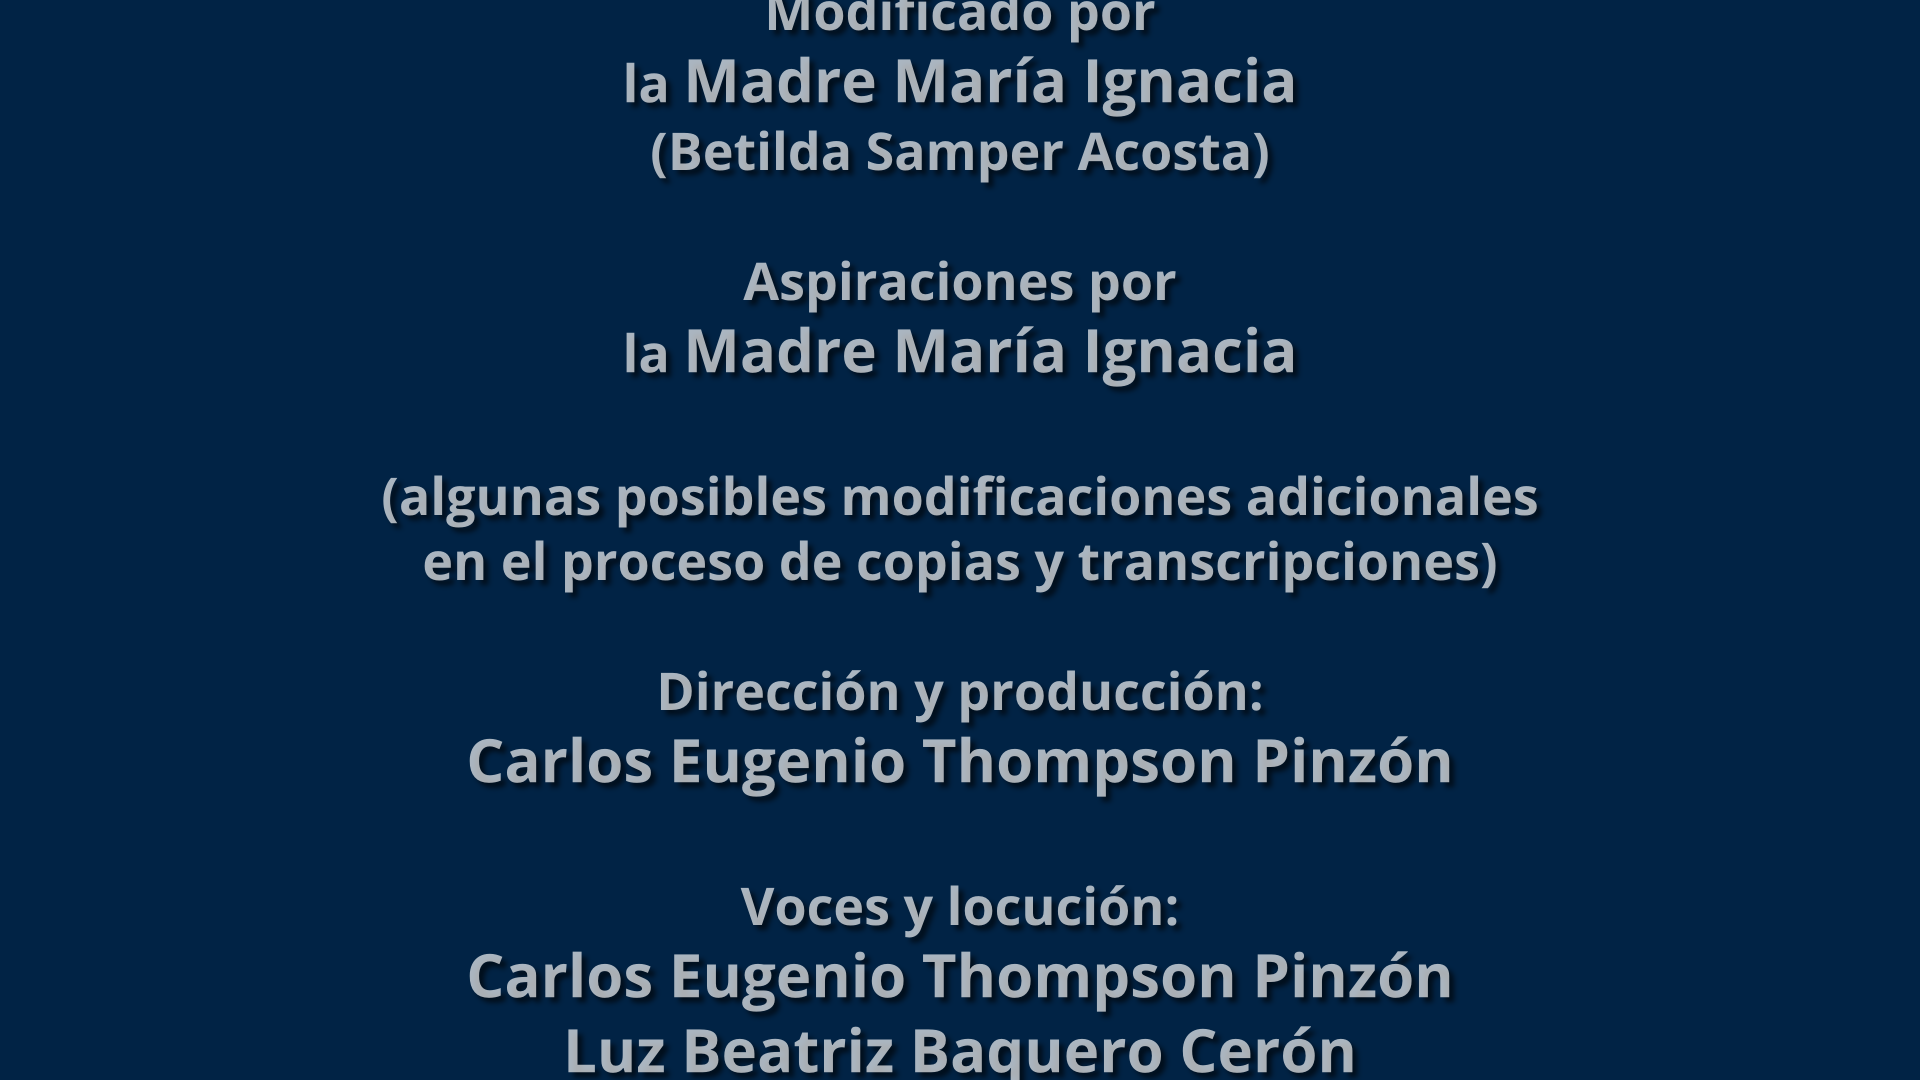 Modificado por
la Madre María Ignacia
(Betilda Samper Acosta)
Aspiraciones por
la Madre María Ignacia
(algunas posibles modificaciones adicionales
en el proceso de copias y transcripciones)
Dirección y producción:
Carlos Eugenio Thompson Pinzón
Voces y locución:
Carlos Eugenio Thompson Pinzón
Luz Beatriz Baquero Cerón